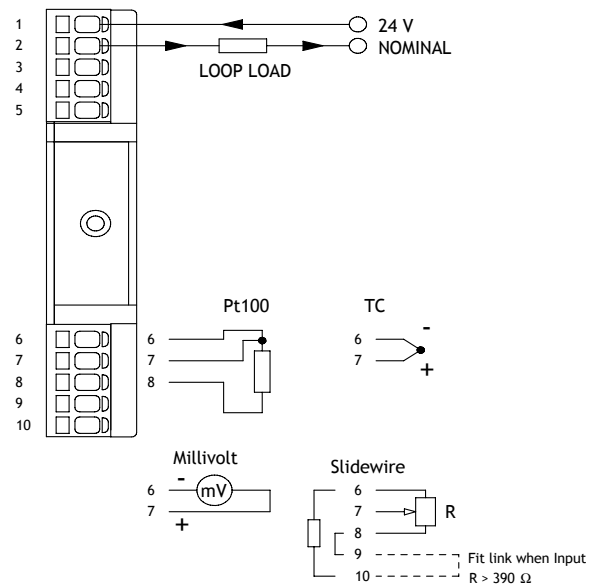 1
24 V
2
NOMINAL
3
LOOP LOAD
4
5
Pt100
TC
6
7
8
9
10
6
7
8
6
-
7
+
Millivolt
6
-
mV
7
+
Slidewire
6
7
R
8
9
Fit link when Input
10
R > 390 Ω